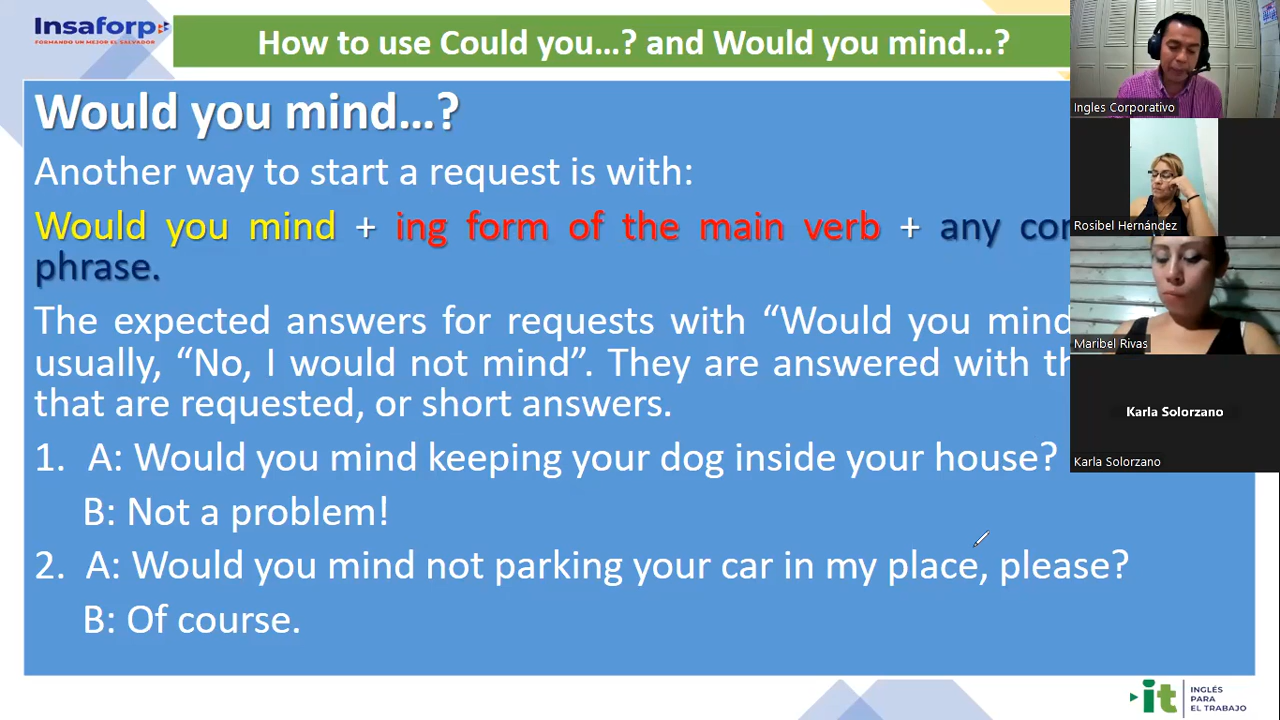 Insaforp
FORMANDO UN MEJOR EL SALVADOR
How to use Could you…? and Would you mind…?
Would you mind…?
Another way to start a request is with:
Would you mind + ing form of the main verb + any
phrase.
The expected answers for requests with “Would you mind
usually, “No, I would not mind”. They are answered with
that are requested, or short answers.
1. A: Would you mind keeping your dog inside your house?
B: Not a problem!
2. A: Would you mind not parking your car in my place, please?
B: Of course.
Ingles Corporativo
Rosibel Hernández
Maribel Rivas
Karla Solorzano
Karla Solorzano
it
INGLÉS
PARA
EL TRABAJO